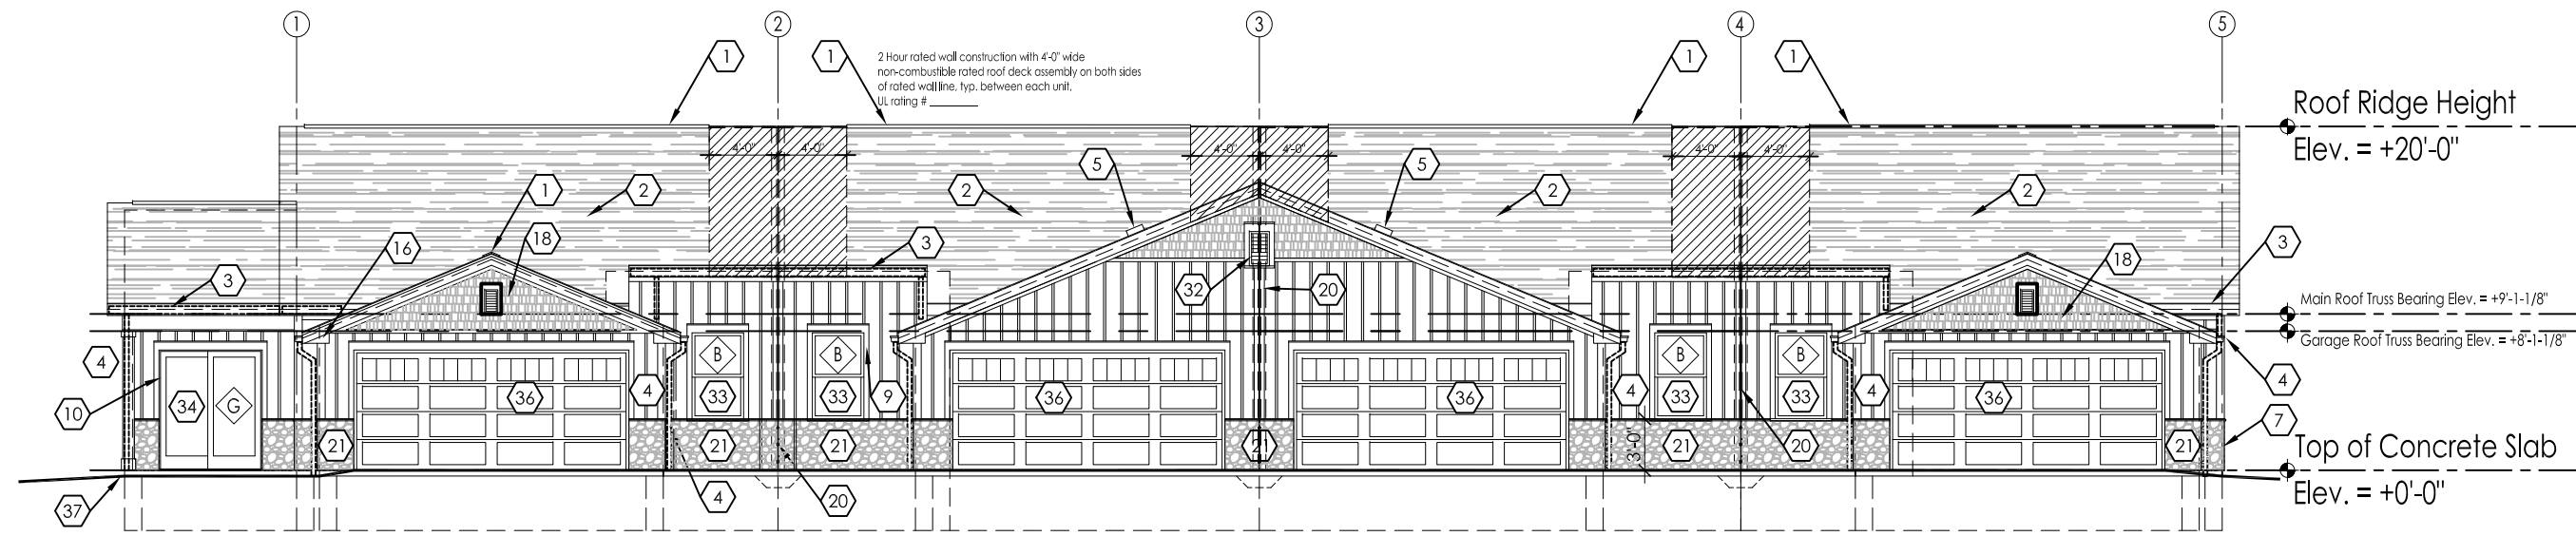 1 2 3 4 5
1 1 1 1
2 Hour rated wall construction with 4'-0" wide
non-combustible rated roof deck assembly on both sides
of rated wall line, typ. between each unit.
UL rating #
Roof Ridge Height
Elev. = +20'-0"
4'-0" 4'-0" 4'-0" 4'-0" 4'-0" 4'-0"
5 5
1 2 2 2 2
16 18 3 18 3
3 32 20
Main Roof Truss Bearing Elev. = +9'-1-1/8"
Garage Roof Truss Bearing Elev. = +8'-1-1/8"
4 B B B B 4
10 34 G 36 4 33 33 9 36 36 4 33 33 4 36
7
21 21 21 21 21 20 21
3'-0"
Top of Concrete Slab
Elev. = +0'-0"
37 4 20